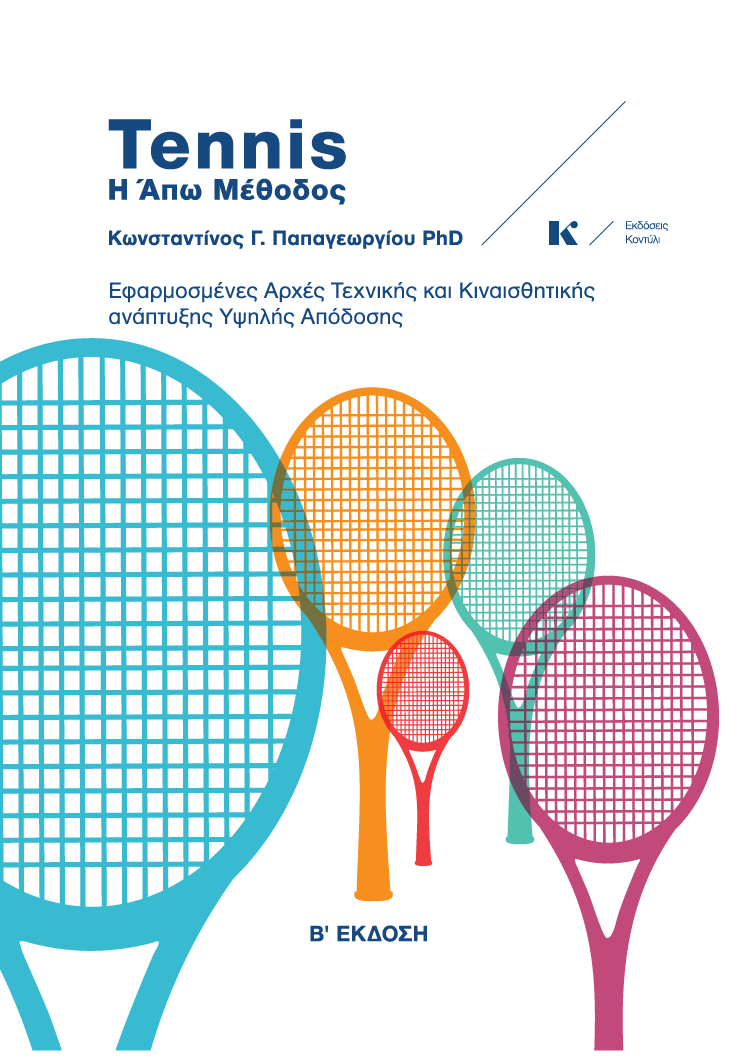 Tennis
Η Άπω Μέθοδος
Κωνσταντίνος Γ. Παπαγεωργίου PhD
K
Εκδόσεις
Κοντύλι
Εφαρμοσμένες Αρχές Τεχνικής και Κιναισθητικής
ανάπτυξης Υψηλής Απόδοσης
Β' ΕΚΔΟΣΗ